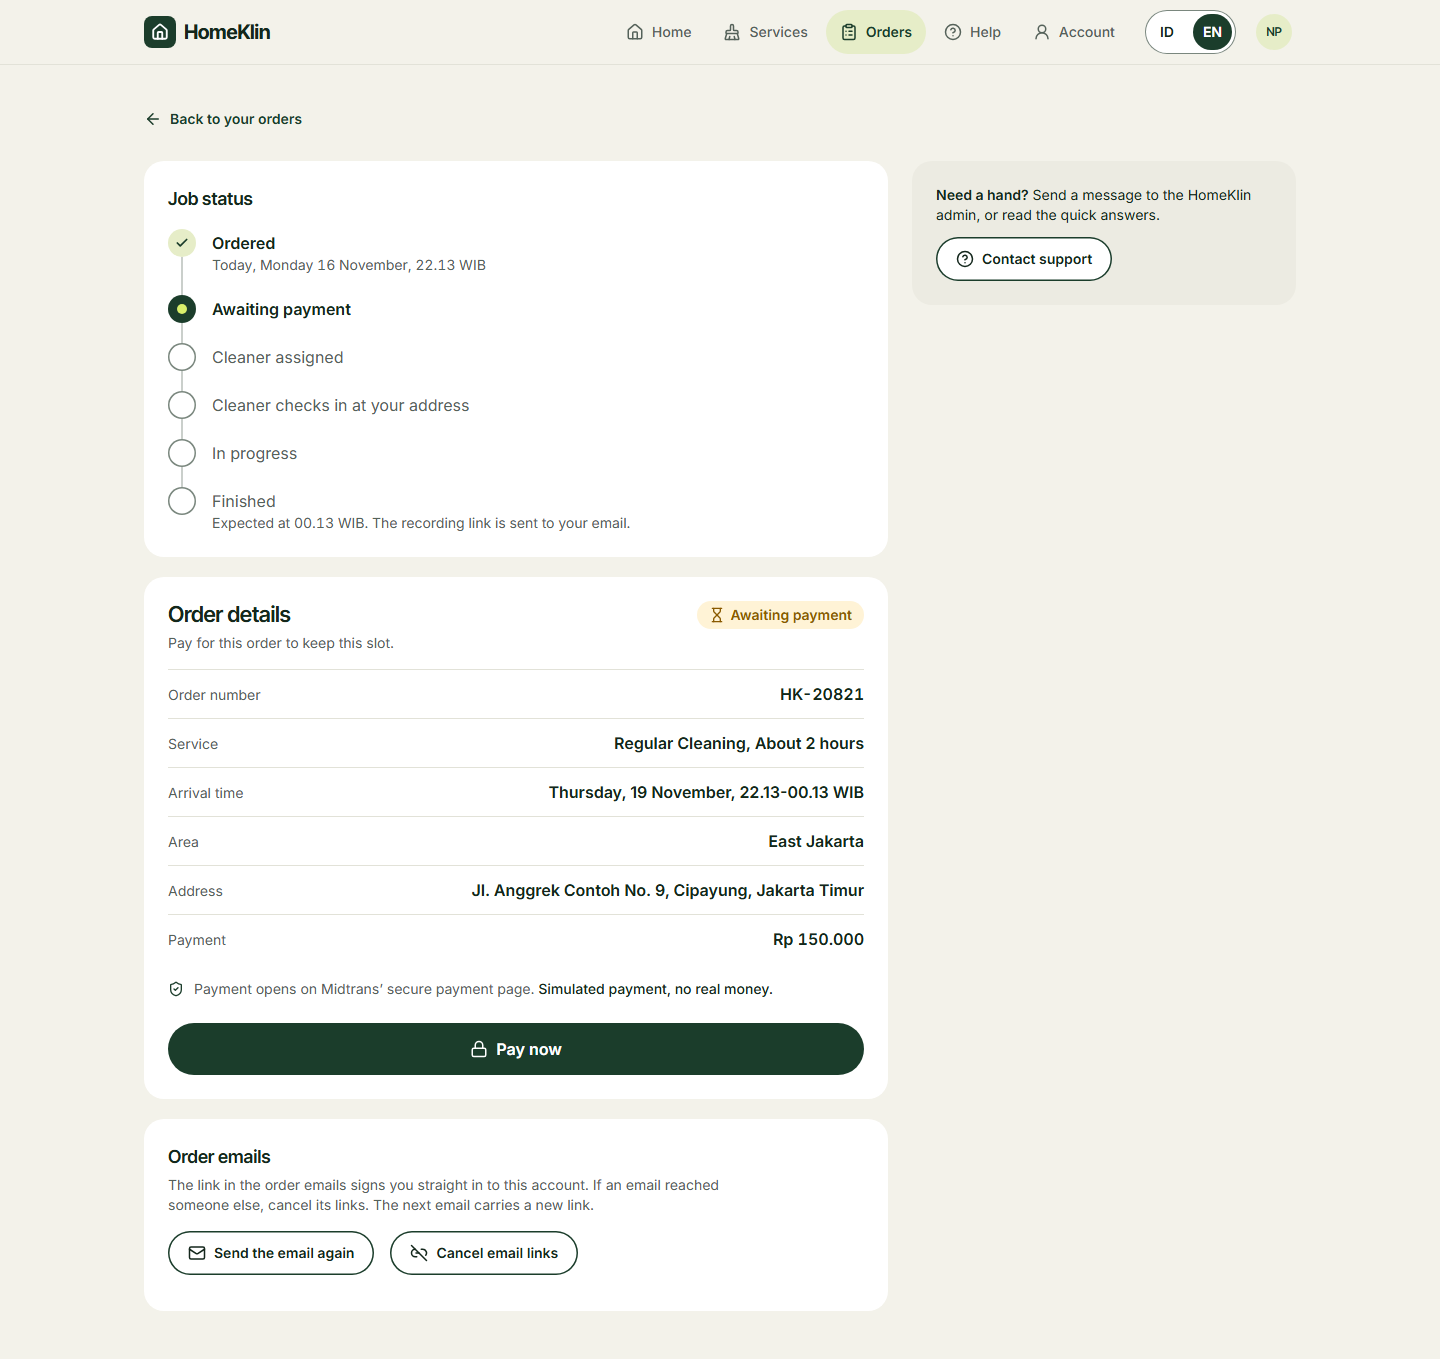 HomeKlin
Home
Services
Orders
Help
Account
ID
EN
NP
Back to your orders
Job status
Ordered
Today, Monday 16 November, 22.13 WIB
Awaiting payment
Cleaner assigned
Cleaner checks in at your address
In progress
Finished
Expected at 00.13 WIB. The recording link is sent to your email.
Need a hand? Send a message to the HomeKlin
admin, or read the quick answers.
Contact support
Order details
Awaiting payment
Pay for this order to keep this slot.
Order number
HK-20821
Service
Regular Cleaning, About 2 hours
Arrival time
Thursday, 19 November, 22.13-00.13 WIB
Area
East Jakarta
Address
Jl. Anggrek Contoh No. 9, Cipayung, Jakarta Timur
Payment
Rp 150.000
Payment opens on Midtrans’ secure payment page. Simulated payment, no real money.
Pay now
Order emails
The link in the order emails signs you straight in to this account. If an email reached
someone else, cancel its links. The next email carries a new link.
Send the email again
Cancel email links